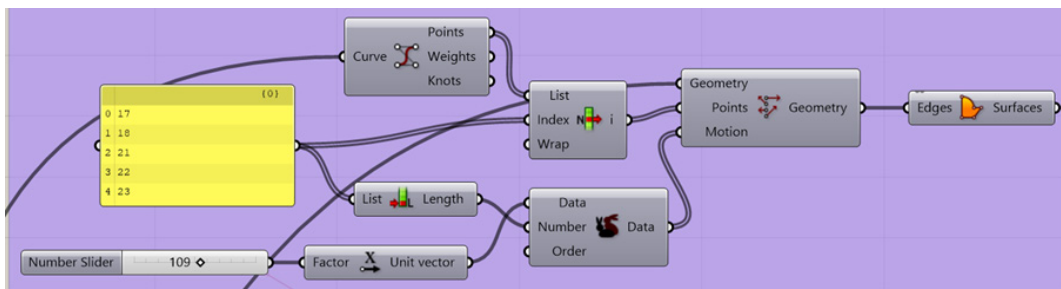 Points
Curve
Weights
Knots
{0}
0 17
1 18
2 21
3 22
4 23
List
Index
N
i
Wrap
Geometry
Points
Motion
Geometry
Edges
Surfaces
List
L
Length
Data
Number
Order
Data
Number Slider
109
Factor
X
Unit vector